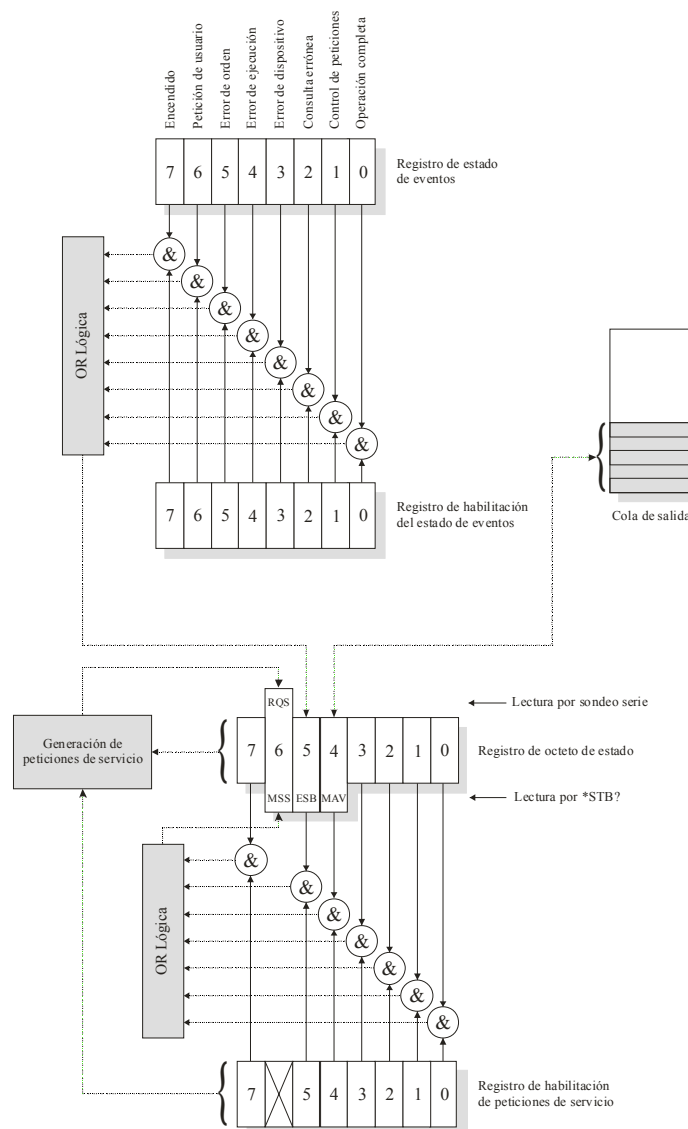 Encendido
Petición de usuario
Error de orden
Error de ejecución
Error de dispositivo
Consulta errónea
Control de peticiones
Operación completa
7 6 5 4 3 2 1 0
Registro de estado
de eventos
&
&
&
&
&
&
&
&
OR Lógica
7 6 5 4 3 2 1 0
Registro de habilitación
del estado de eventos
Cola de salida
RQS
Lectura por sondeo serie
Generación de
peticiones de servicio
7 6 5 4 3 2 1 0
Registro de octeto de estado
MSS ESB MAV
Lectura por *STB?
&
&
&
&
&
&
&
OR Lógica
7 5 4 3 2 1 0
Registro de habilitación
de peticiones de servicio